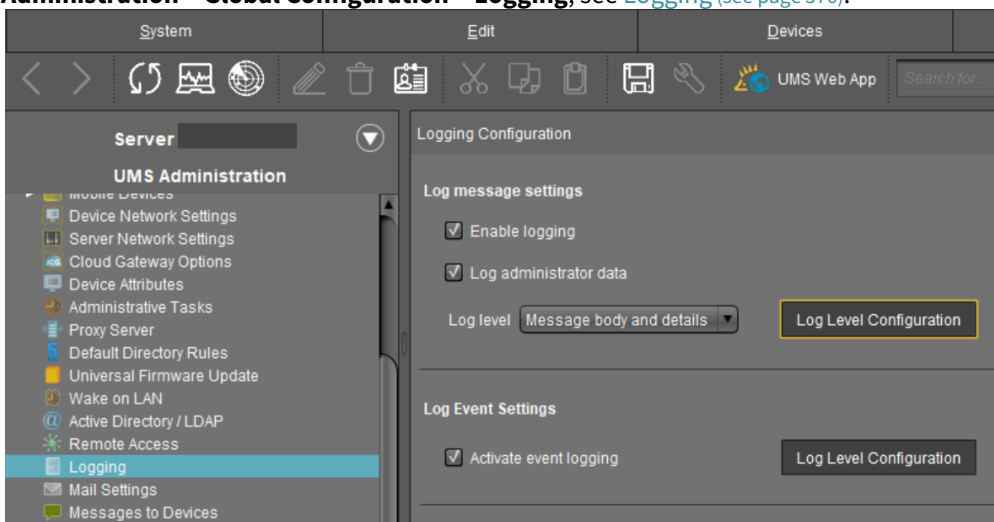 Administration > Global Configuration > Logging, see Logging (see page 576).
System Edit Devices
UMS Web App Search for...
Server
UMS Administration
Mobile Devices
Device Network Settings
Server Network Settings
Cloud Gateway Options
Device Attributes
Administrative Tasks
Proxy Server
Default Directory Rules
Universal Firmware Update
Wake on LAN
Active Directory / LDAP
Remote Access
Logging
Mail Settings
Messages to Devices
Logging Configuration
Log message settings
Enable logging
Log administrator data
Log level Message body and details Log Level Configuration
Log Event Settings
Activate event logging Log Level Configuration